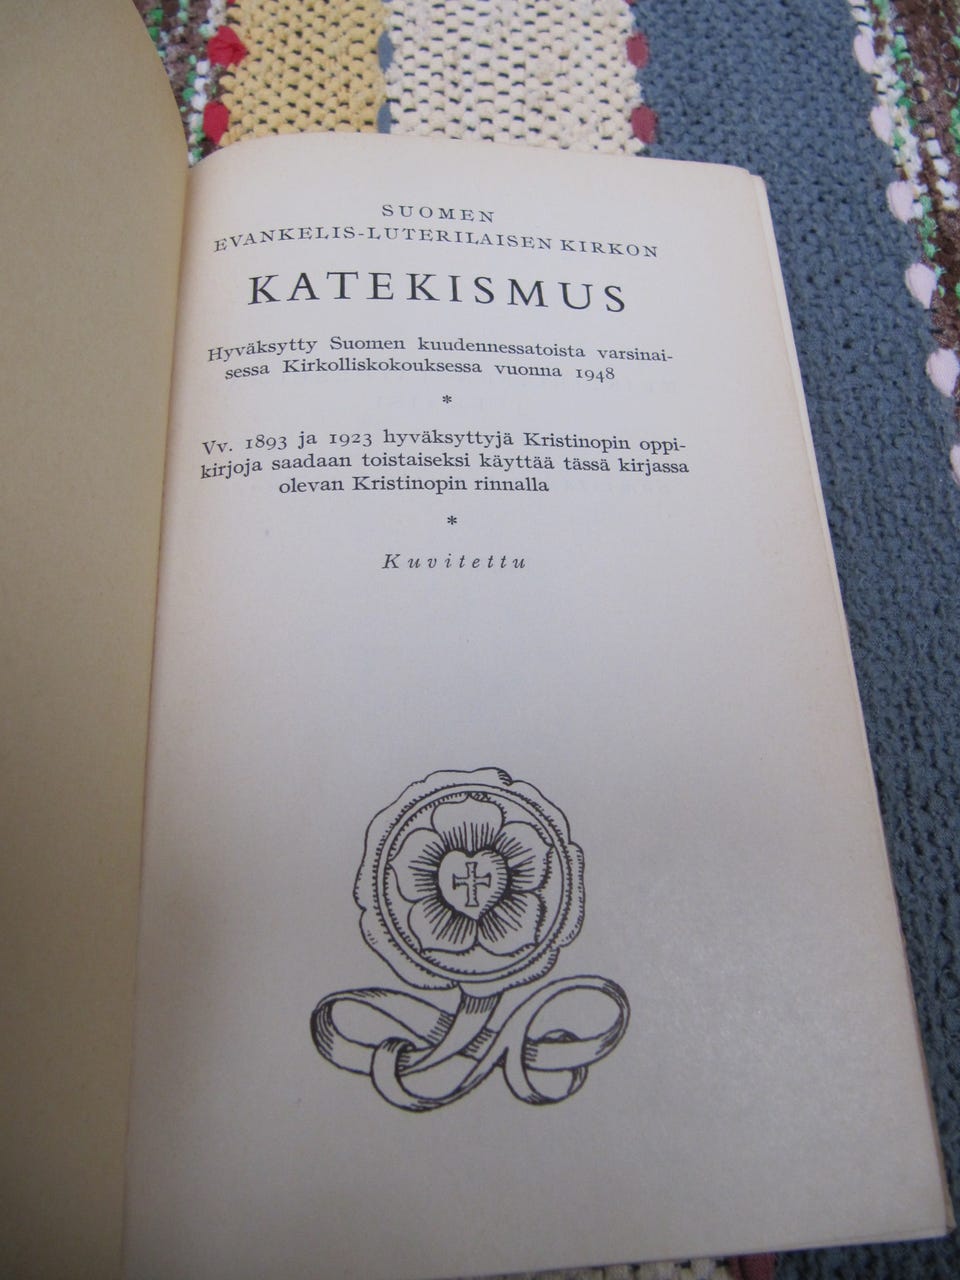 SUOMEN
EVANKELIS-LUTERILAISEN KIRKON
KATEKISMUS
Hyväksytty Suomen kuudennessatoista varsinai-
sessa Kirkolliskokouksessa vuonna 1948
*
Vv. 1893 ja 1923 hyväksyttyjä Kristinopin oppi-
kirjoja saadaan toistaiseksi käyttää tässä kirjassa
olevan Kristinopin rinnalla
*
Kuvitettu